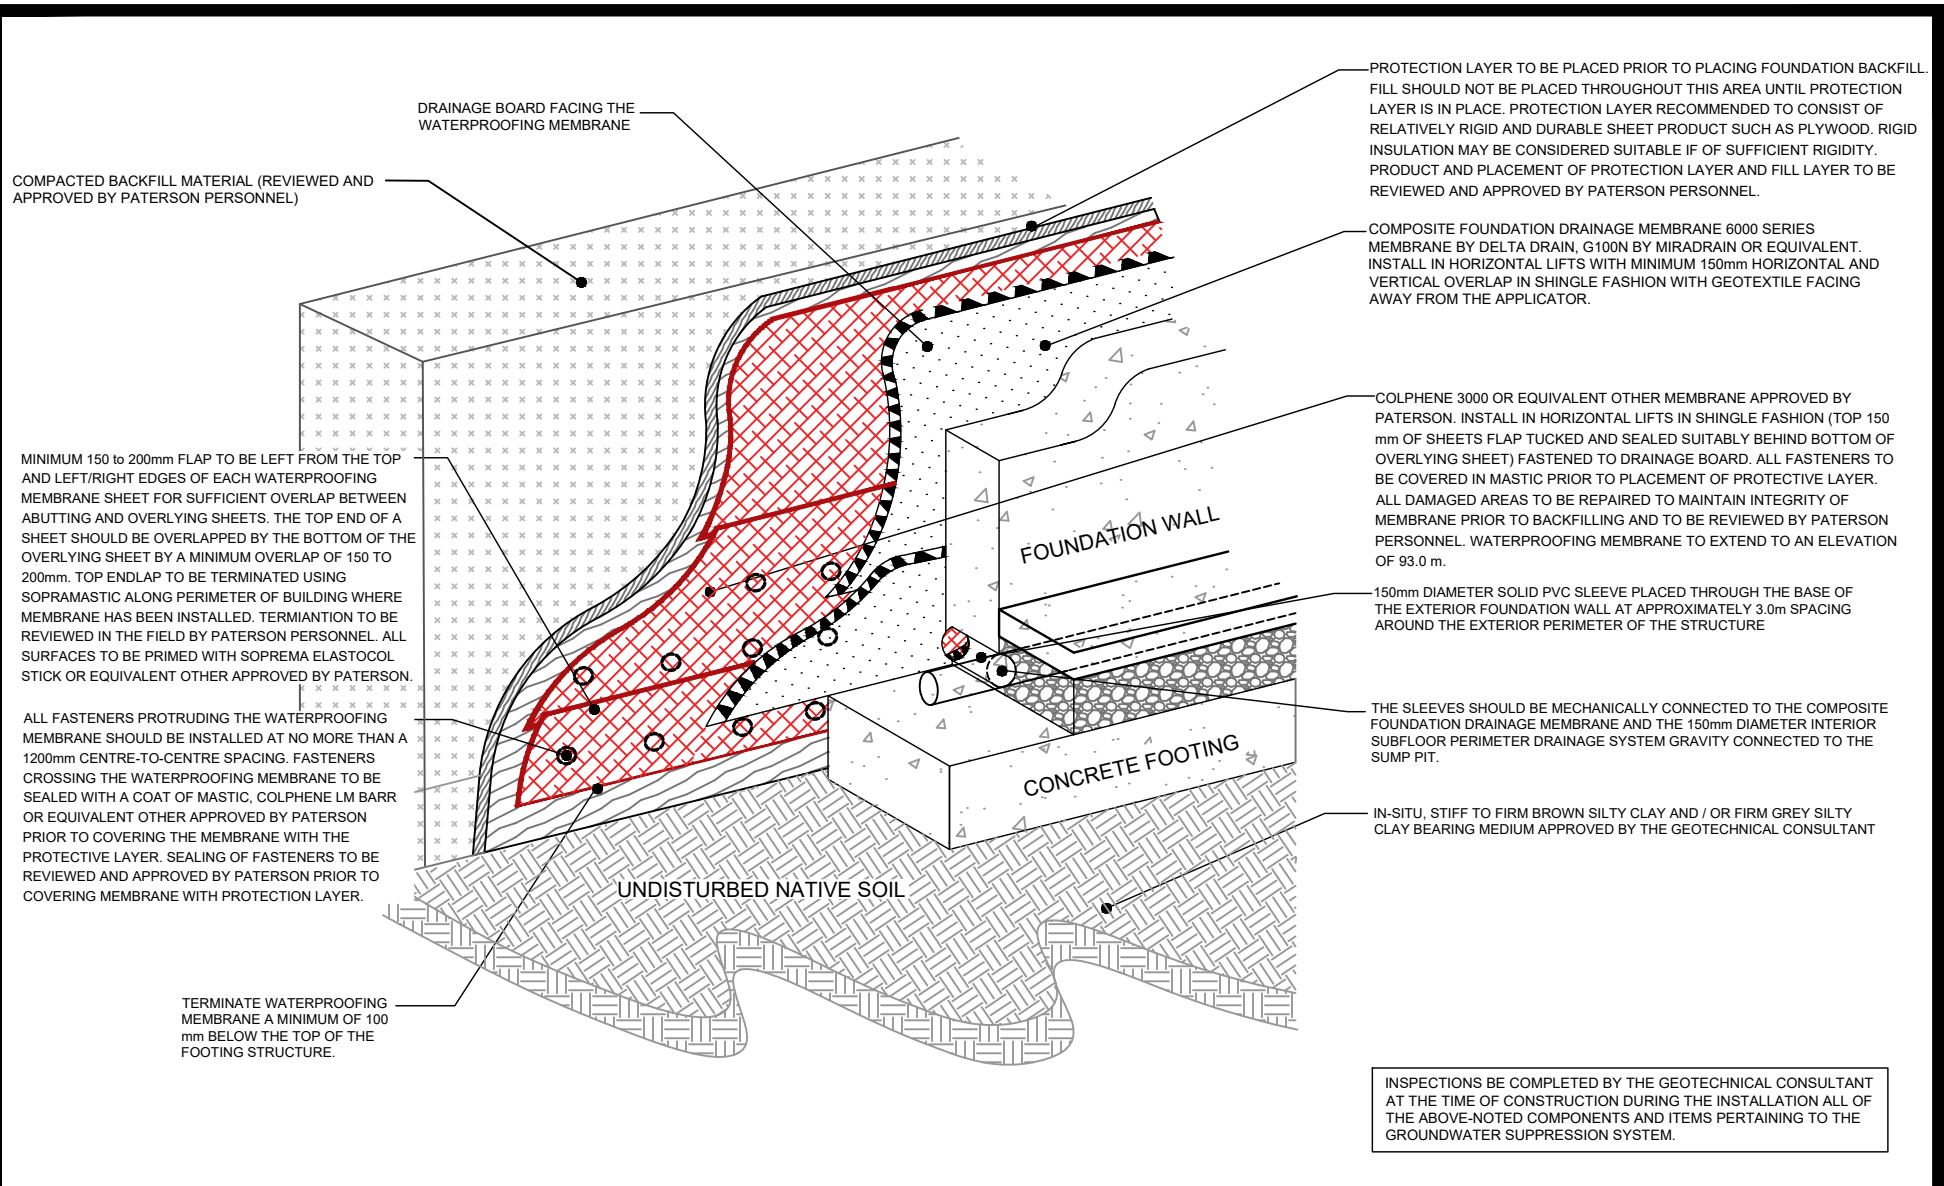 DRAINAGE BOARD FACING THE
WATERPROOFING MEMBRANE
COMPACTED BACKFILL MATERIAL (REVIEWED AND
APPROVED BY PATERSON PERSONNEL)
MINIMUM 150 to 200mm FLAP TO BE LEFT FROM THE TOP
AND LEFT/RIGHT EDGES OF EACH WATERPROOFING
MEMBRANE SHEET FOR SUFFICIENT OVERLAP BETWEEN
ABUTTING AND OVERLYING SHEETS. THE TOP END OF A
SHEET SHOULD BE OVERLAPPED BY THE BOTTOM OF THE
OVERLYING SHEET BY A MINIMUM OVERLAP OF 150 TO
200mm. TOP ENDLAP TO BE TERMINATED USING
SOPRAMASTIC ALONG PERIMETER OF BUILDING WHERE
MEMBRANE HAS BEEN INSTALLED. TERMIANTION TO BE
REVIEWED IN THE FIELD BY PATERSON PERSONNEL. ALL
SURFACES TO BE PRIMED WITH SOPREMA ELASTOCOL
STICK OR EQUIVALENT OTHER APPROVED BY PATERSON.
ALL FASTENERS PROTRUDING THE WATERPROOFING
MEMBRANE SHOULD BE INSTALLED AT NO MORE THAN A
1200mm CENTRE-TO-CENTRE SPACING. FASTENERS
CROSSING THE WATERPROOFING MEMBRANE TO BE
SEALED WITH A COAT OF MASTIC, COLPHENE LM BARR
OR EQUIVALENT OTHER APPROVED BY PATERSON
PRIOR TO COVERING THE MEMBRANE WITH THE
PROTECTIVE LAYER. SEALING OF FASTENERS TO BE
REVIEWED AND APPROVED BY PATERSON PRIOR TO
COVERING MEMBRANE WITH PROTECTION LAYER.
TERMINATE WATERPROOFING
MEMBRANE A MINIMUM OF 100
mm BELOW THE TOP OF THE
FOOTING STRUCTURE.
FOUNDATION WALL
CONCRETE FOOTING
UNDISTURBED NATIVE SOIL
PROTECTION LAYER TO BE PLACED PRIOR TO PLACING FOUNDATION BACKFILL.
FILL SHOULD NOT BE PLACED THROUGHOUT THIS AREA UNTIL PROTECTION
LAYER IS IN PLACE. PROTECTION LAYER RECOMMENDED TO CONSIST OF
RELATIVELY RIGID AND DURABLE SHEET PRODUCT SUCH AS PLYWOOD. RIGID
INSULATION MAY BE CONSIDERED SUITABLE IF OF SUFFICIENT RIGIDITY.
PRODUCT AND PLACEMENT OF PROTECTION LAYER AND FILL LAYER TO BE
REVIEWED AND APPROVED BY PATERSON PERSONNEL.
COMPOSITE FOUNDATION DRAINAGE MEMBRANE 6000 SERIES
MEMBRANE BY DELTA DRAIN, G100N BY MIRADRAIN OR EQUIVALENT.
INSTALL IN HORIZONTAL LIFTS WITH MINIMUM 150mm HORIZONTAL AND
VERTICAL OVERLAP IN SHINGLE FASHION WITH GEOTEXTILE FACING
AWAY FROM THE APPLICATOR.
COLPHENE 3000 OR EQUIVALENT OTHER MEMBRANE APPROVED BY
PATERSON. INSTALL IN HORIZONTAL LIFTS IN SHINGLE FASHION (TOP 150
mm OF SHEETS FLAP TUCKED AND SEALED SUITABLY BEHIND BOTTOM OF
OVERLYING SHEET) FASTENED TO DRAINAGE BOARD. ALL FASTENERS TO
BE COVERED IN MASTIC PRIOR TO PLACEMENT OF PROTECTIVE LAYER.
ALL DAMAGED AREAS TO BE REPAIRED TO MAINTAIN INTEGRITY OF
MEMBRANE PRIOR TO BACKFILLING AND TO BE REVIEWED BY PATERSON
PERSONNEL. WATERPROOFING MEMBRANE TO EXTEND TO AN ELEVATION
OF 93.0 m.
150mm DIAMETER SOLID PVC SLEEVE PLACED THROUGH THE BASE OF
THE EXTERIOR FOUNDATION WALL AT APPROXIMATELY 3.0m SPACING
AROUND THE EXTERIOR PERIMETER OF THE STRUCTURE
THE SLEEVES SHOULD BE MECHANICALLY CONNECTED TO THE COMPOSITE
FOUNDATION DRAINAGE MEMBRANE AND THE 150mm DIAMETER INTERIOR
SUBFLOOR PERIMETER DRAINAGE SYSTEM GRAVITY CONNECTED TO THE
SUMP PIT.
IN-SITU, STIFF TO FIRM BROWN SILTY CLAY AND / OR FIRM GREY SILTY
CLAY BEARING MEDIUM APPROVED BY THE GEOTECHNICAL CONSULTANT
INSPECTIONS BE COMPLETED BY THE GEOTECHNICAL CONSULTANT
AT THE TIME OF CONSTRUCTION DURING THE INSTALLATION ALL OF
THE ABOVE-NOTED COMPONENTS AND ITEMS PERTAINING TO THE
GROUNDWATER SUPPRESSION SYSTEM.